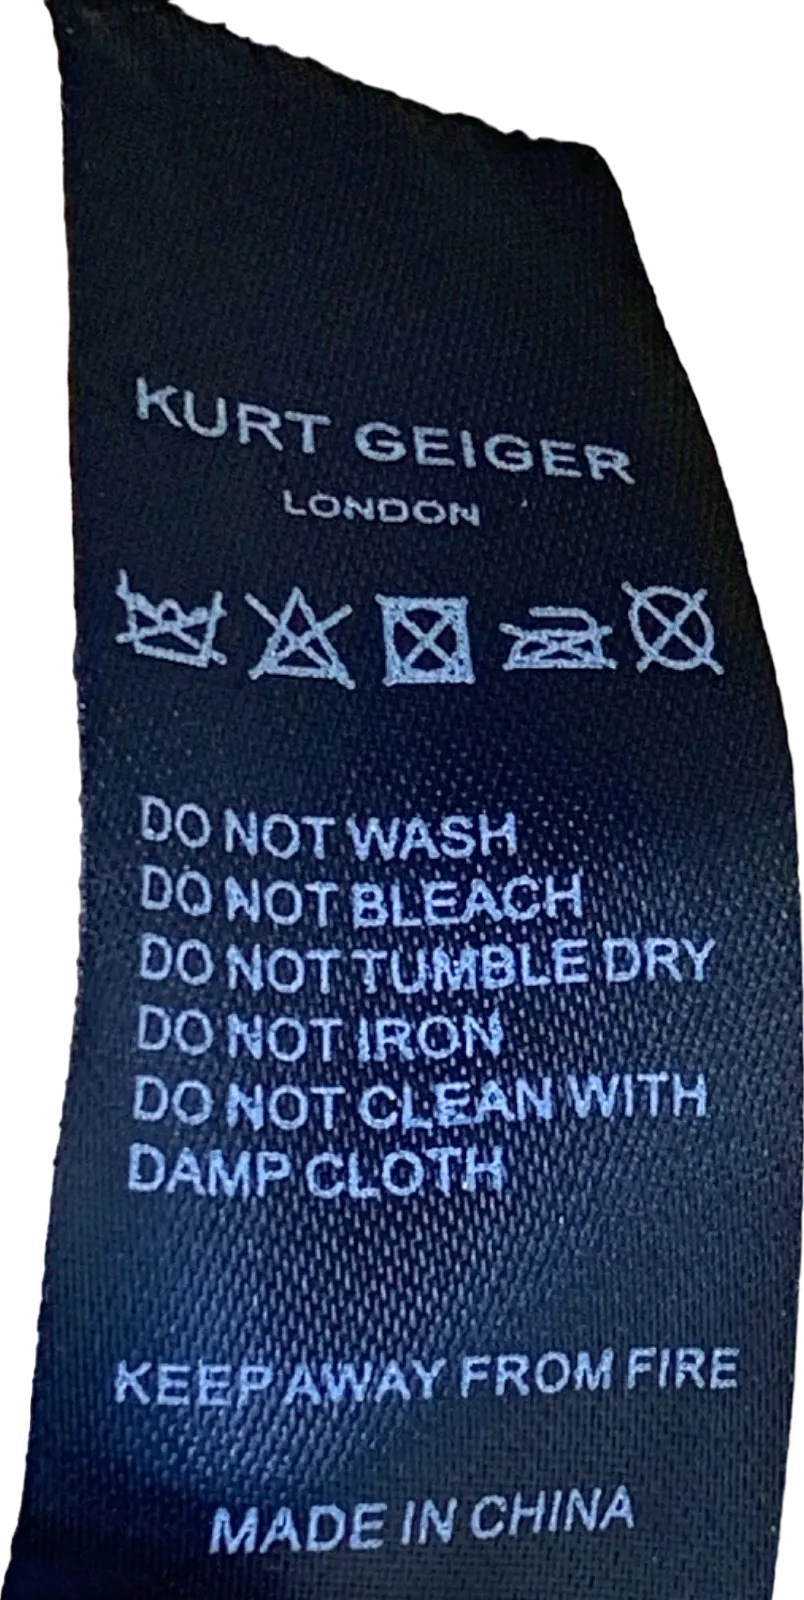 KURT GEIGER
LONDON
DO NOT WASH
DO NOT BLEACH
DO NOT TUMBLE DRY
DO NOT IRON
DO NOT CLEAN WITH
DAMP CLOTH
KEEP AWAY FROM FIRE
MADE IN CHINA